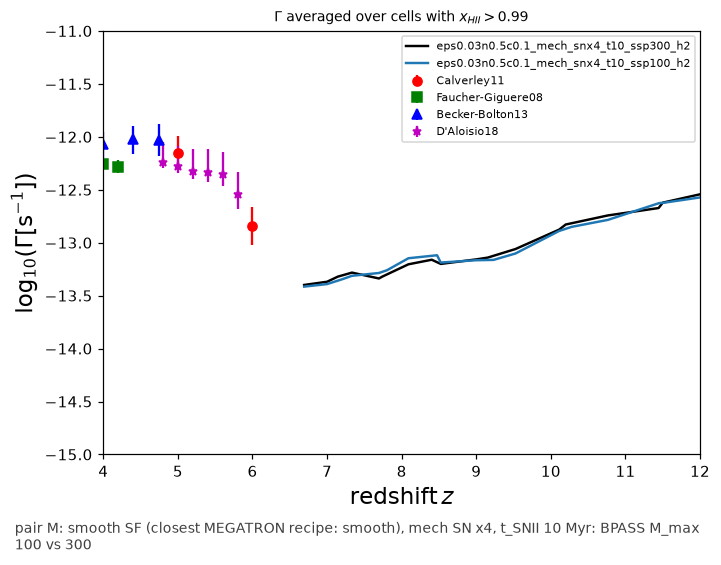 Γ averaged over cells with x_{HII} > 0.99
eps0.03n0.5c0.1_mech_snx4_t10_ssp300_h2
eps0.03n0.5c0.1_mech_snx4_t10_ssp100_h2
Calverley11
Faucher-Giguere08
Becker-Bolton13
D'Aloisio18
log₁₀(Γ[s⁻¹])
−11.0
−11.5
−12.0
−12.5
−13.0
−13.5
−14.0
−14.5
−15.0
4 5 6 7 8 9 10 11 12
redshift z
pair M: smooth SF (closest MEGATRON recipe: smooth), mech SN x4, t_SNII 10 Myr: BPASS M_max
100 vs 300